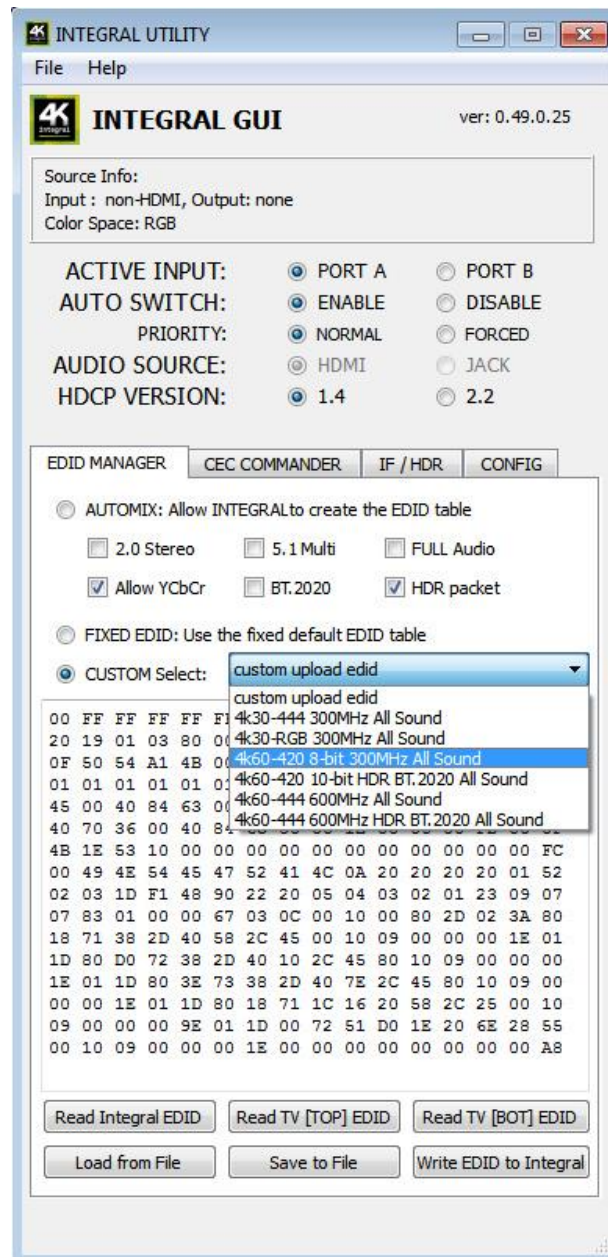 INTEGRAL UTILITY
File Help
4K Integral INTEGRAL GUI ver: 0.49.0.25
Source Info:
Input : non-HDMI, Output: none
Color Space: RGB
ACTIVE INPUT: PORT A PORT B
AUTO SWITCH: ENABLE DISABLE
PRIORITY: NORMAL FORCED
AUDIO SOURCE: HDMI JACK
HDCP VERSION: 1.4 2.2
EDID MANAGER CEC COMMANDER IF / HDR CONFIG
AUTOMIX: Allow INTEGRALto create the EDID table
2.0 Stereo 5.1 Multi FULL Audio
Allow YCbCr BT.2020 HDR packet
FIXED EDID: Use the fixed default EDID table
CUSTOM Select: custom upload edid
custom upload edid
4k30-444 300MHz All Sound
4k30-RGB 300MHz All Sound
4k60-420 8-bit 300MHz All Sound
4k60-420 10-bit HDR BT.2020 All Sound
4k60-444 600MHz All Sound
4k60-444 600MHz HDR BT.2020 All Sound
00 FF FF FF FF
20 19 01 03 80
0F 50 54 A1 4B
01 01 01 01 01
45 00 40 84 63
40 70 36 00 40
4B 1E 53 10 00 00 00 00 00 00 00 00 00 00 00 FC
00 49 4E 54 45 47 52 41 4C 0A 20 20 20 20 01 52
02 03 1D F1 48 90 22 20 05 04 03 02 01 23 09 07
07 83 01 00 00 67 03 0C 00 10 00 80 2D 02 3A 80
18 71 38 2D 40 58 2C 45 00 10 09 00 00 00 1E 01
1D 80 D0 72 38 2D 40 10 2C 45 80 10 09 00 00 00
1E 01 1D 80 3E 73 38 2D 40 7E 2C 45 80 10 09 00
00 00 1E 01 1D 80 18 71 1C 16 20 58 2C 25 00 10
09 00 00 00 9E 01 1D 00 72 51 D0 1E 20 6E 28 55
00 10 09 00 00 00 1E 00 00 00 00 00 00 00 00 A8
Read Integral EDID Read TV [TOP] EDID Read TV [BOT] EDID
Load from File Save to File Write EDID to Integral